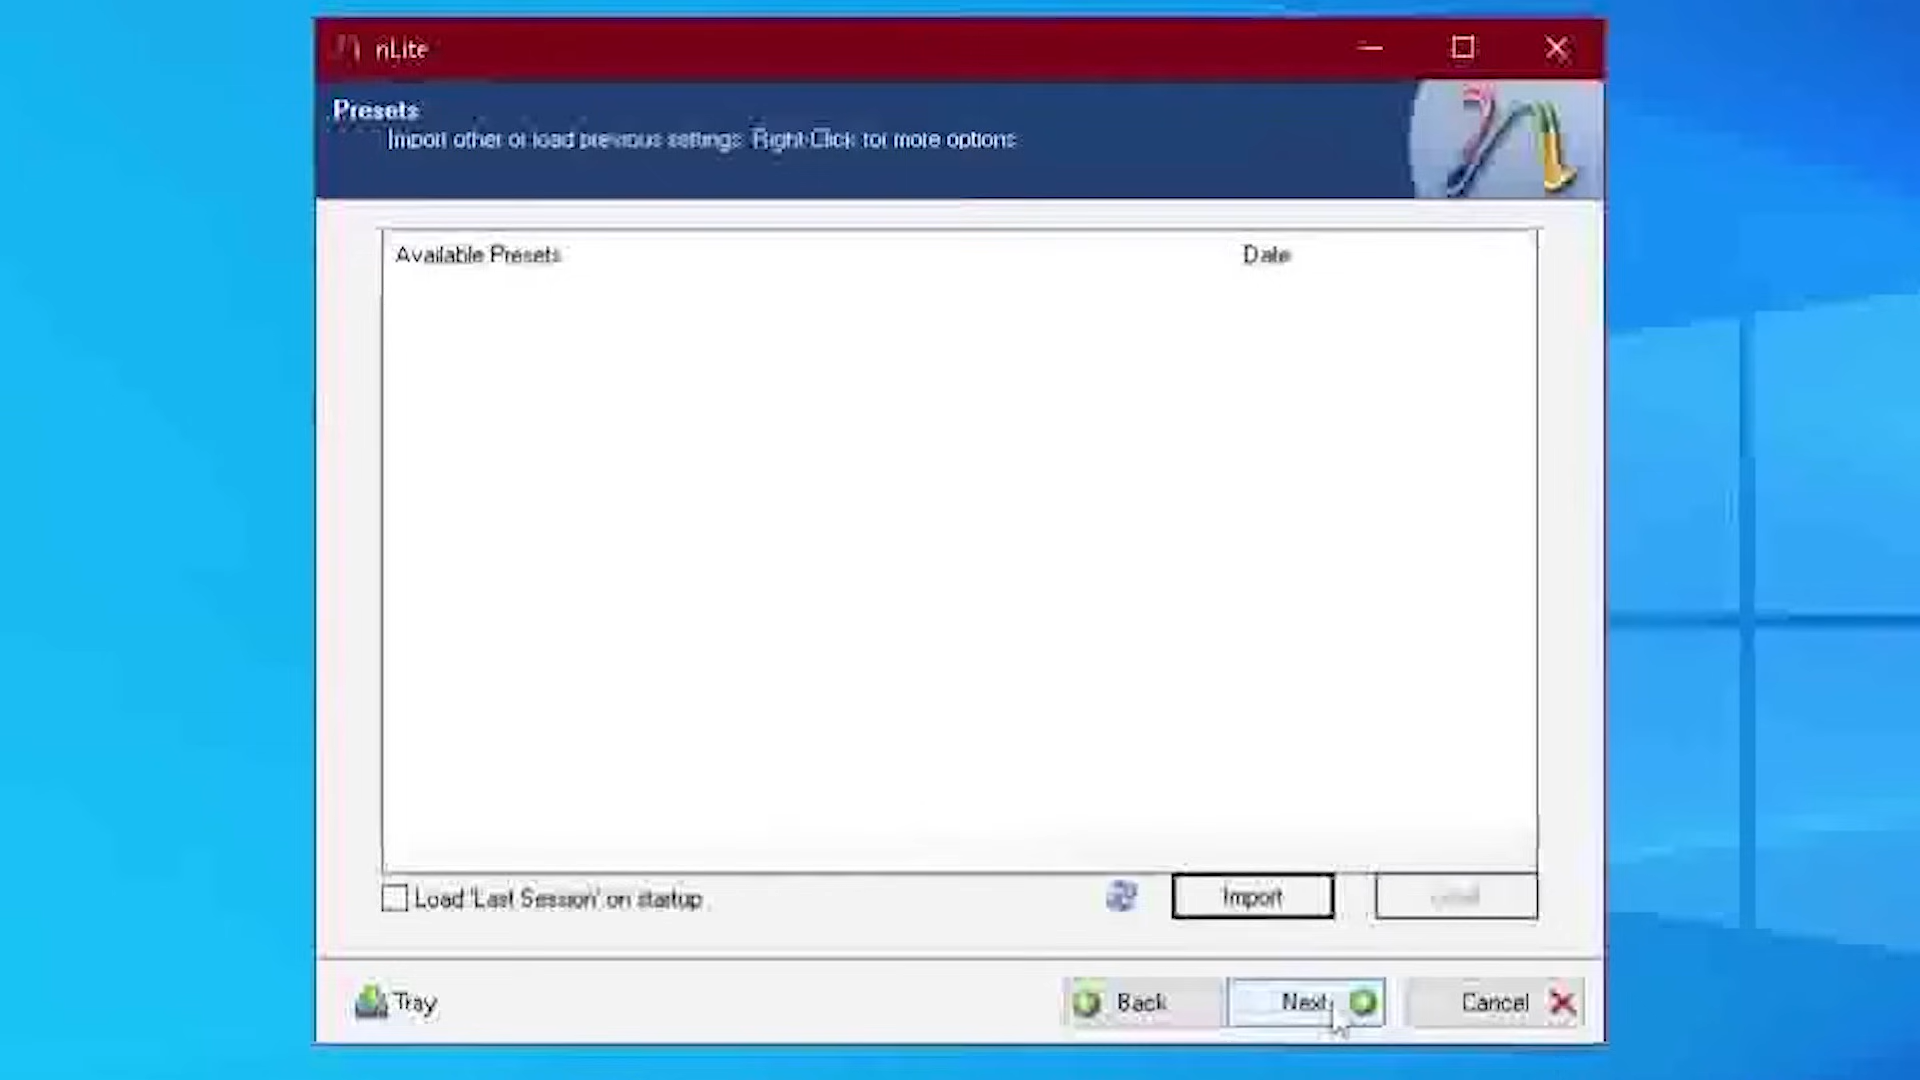 nLite
Presets
Import other or load previous settings. Right-Click for more options
Available Presets Date
Load 'Last Session' on startup
Import
Load
Tray
Back
Next
Cancel